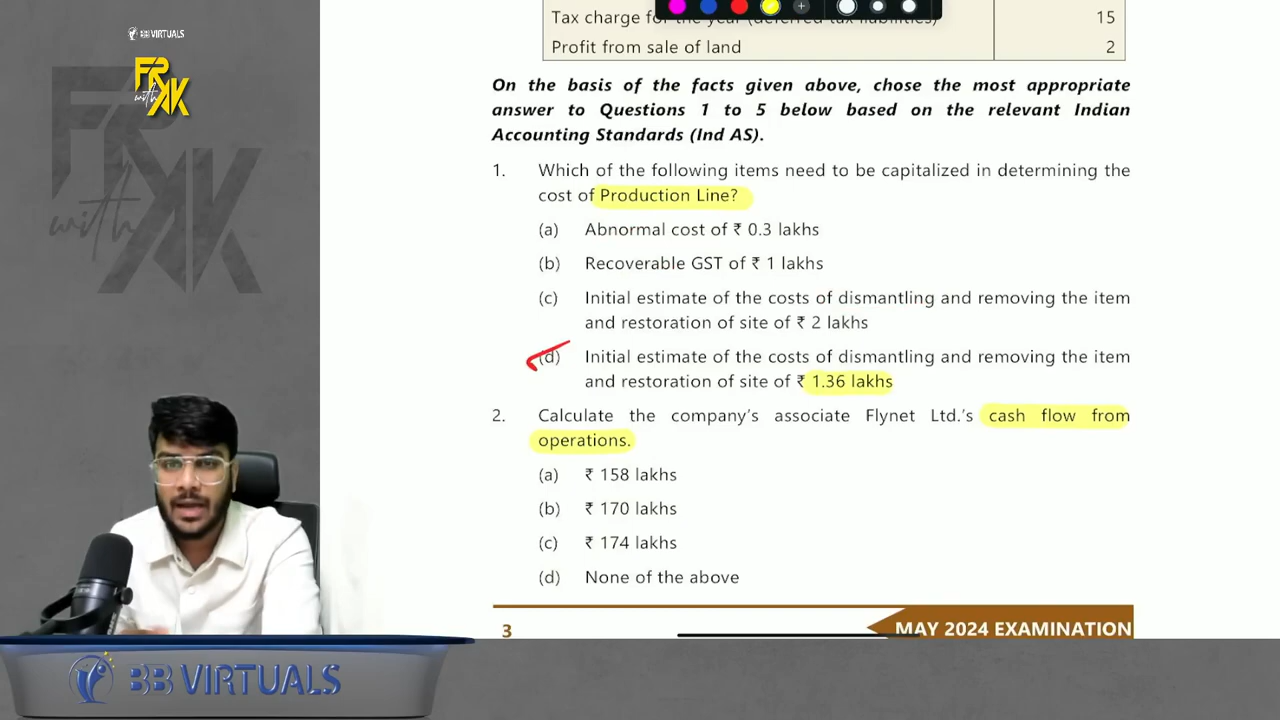 BB VIRTUALS
FR
with
AK
FR
with
AK
Tax charge for the year (deferred tax liabilities) 15
Profit from sale of land 2
On the basis of the facts given above, chose the most appropriate
answer to Questions 1 to 5 below based on the relevant Indian
Accounting Standards (Ind AS).
1. Which of the following items need to be capitalized in determining the
cost of Production Line?
(a) Abnormal cost of ₹ 0.3 lakhs
(b) Recoverable GST of ₹ 1 lakhs
(c) Initial estimate of the costs of dismantling and removing the item
and restoration of site of ₹ 2 lakhs
(d) Initial estimate of the costs of dismantling and removing the item
and restoration of site of ₹ 1.36 lakhs
2. Calculate the company's associate Flynet Ltd.'s cash flow from
operations.
(a) ₹ 158 lakhs
(b) ₹ 170 lakhs
(c) ₹ 174 lakhs
(d) None of the above
3 MAY 2024 EXAMINATION
BB VIRTUALS